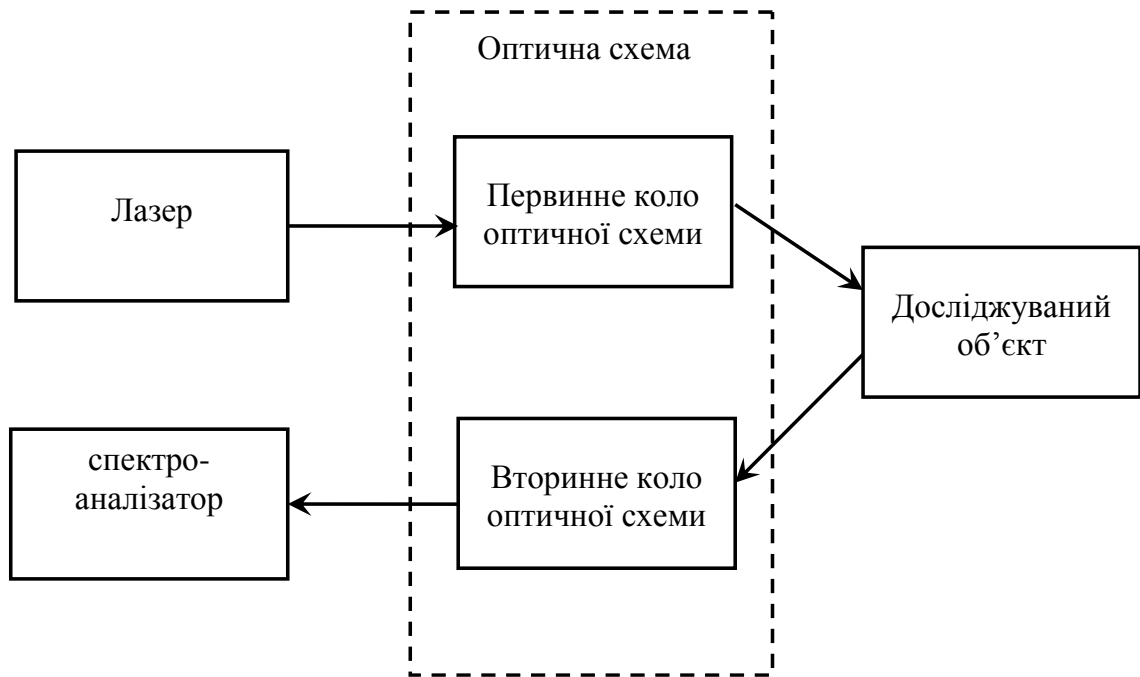 Оптична схема
Лазер
Первинне коло
оптичної схеми
Досліджуваний
об’єкт
спектро-
аналізатор
Вторинне коло
оптичної схеми